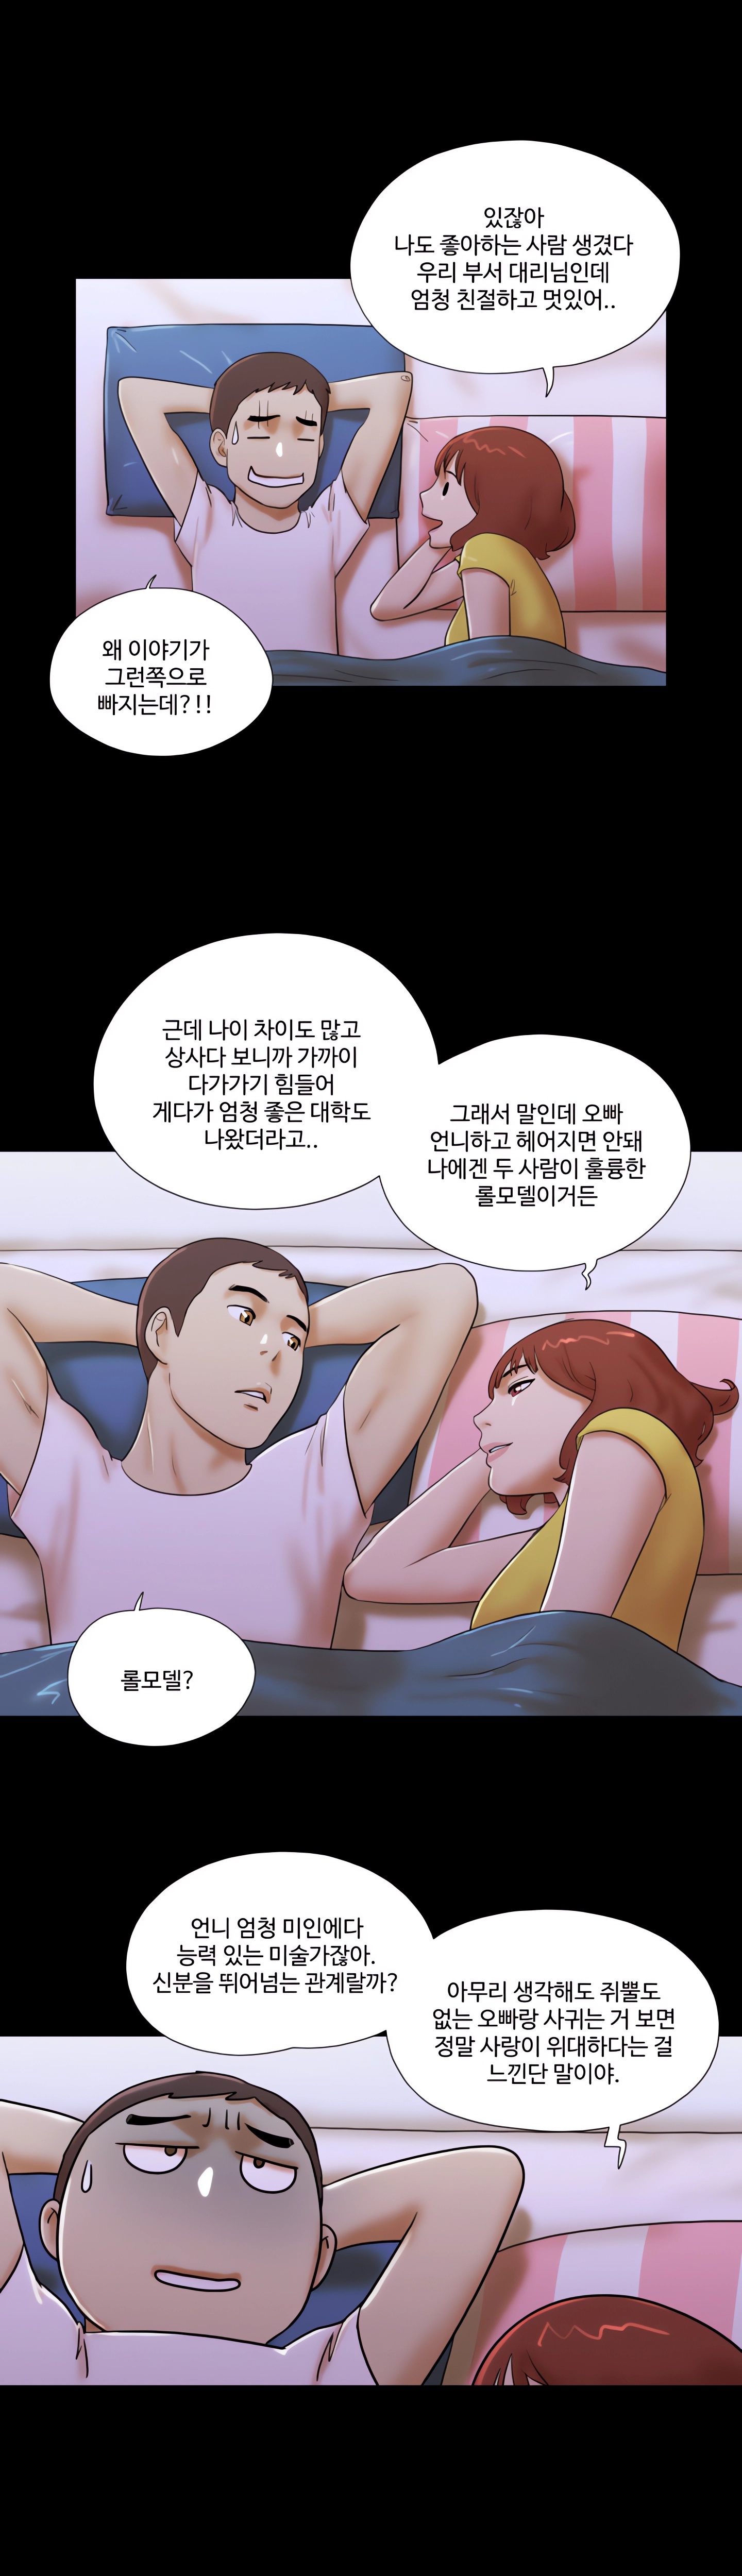 있잖아
나도 좋아하는 사람 생겼다
우리 부서 대리님인데
엄청 친절하고 멋있어..
왜 이야기가
그런쪽으로
빠지는데?!!
근데 나이 차이도 많고
상사다 보니까 가까이
다가가기 힘들어
게다가 엄청 좋은 대학도
나왔더라고..
그래서 말인데 오빠
언니하고 헤어지면 안돼
나에겐 두 사람이 훌륭한
롤모델이거든
롤모델?
언니 엄청 미인에다
능력 있는 미술가잖아.
신분을 뛰어넘는 관계랄까?
아무리 생각해도 쥐뿔도
없는 오빠랑 사귀는 거 보면
정말 사랑이 위대하다는 걸
느낀단 말이야.